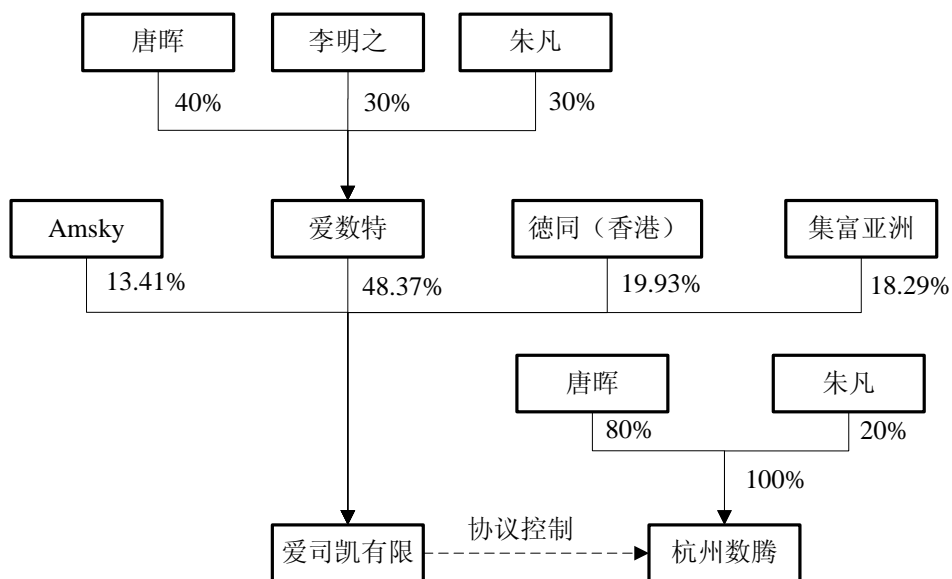 唐晖
李明之
朱凡
40%
30%
30%
Amsky
爱数特
德同（香港）
集富亚洲
13.41%
48.37%
19.93%
18.29%
唐晖
朱凡
80%
20%
100%
爱司凯有限
协议控制
杭州数腾